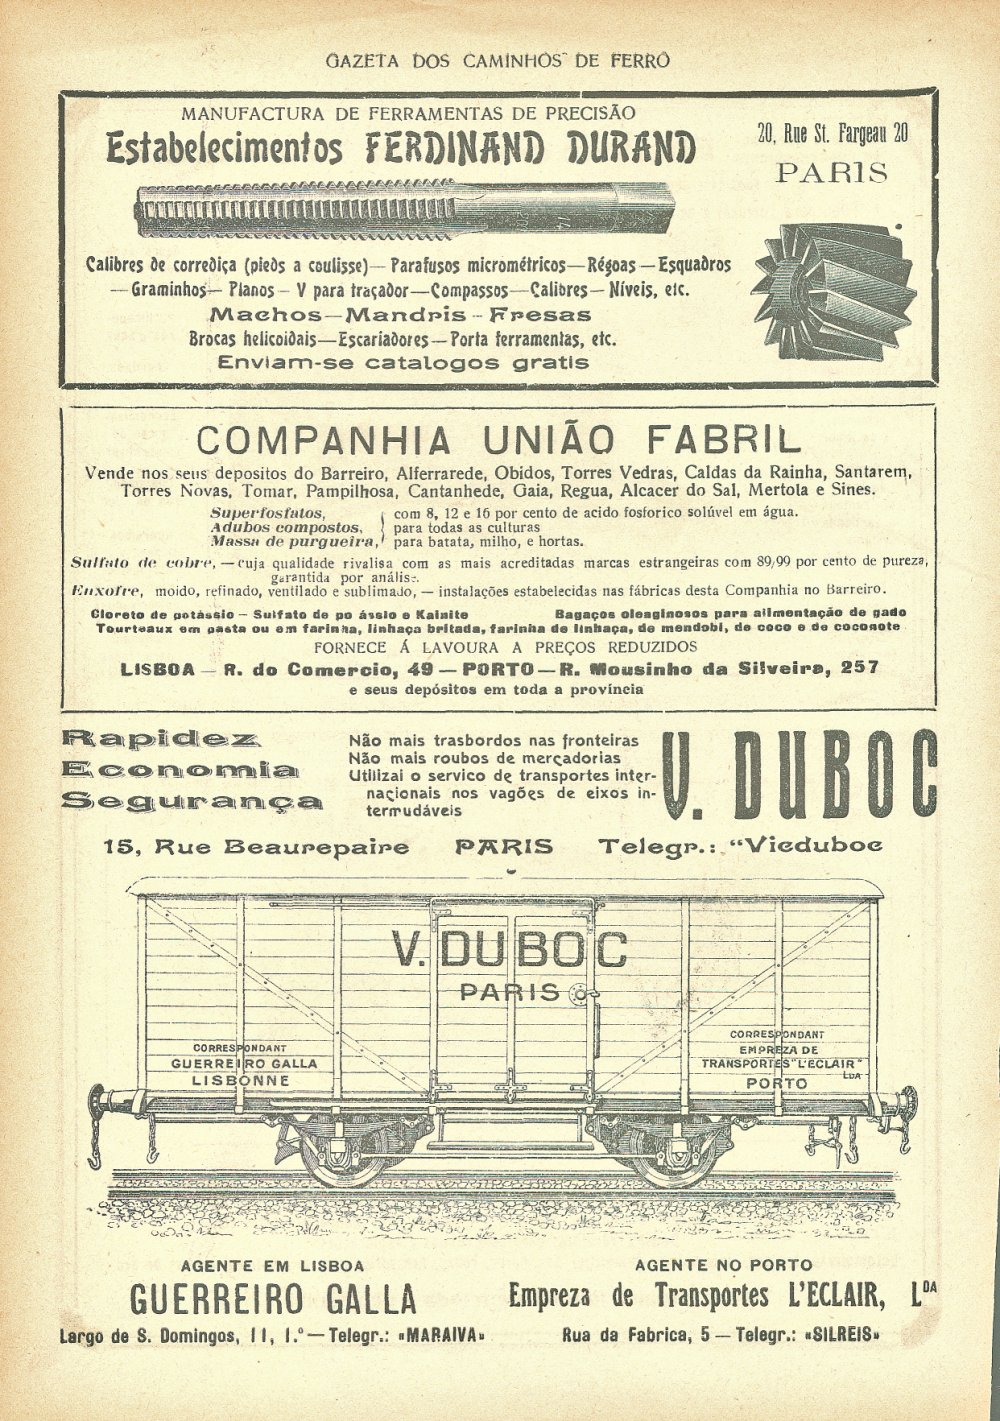 GAZETA DOS CAMINHOS DE FERRO
MANUFACTURA DE FERRAMENTAS DE PRECISÃO
Estabelecimentos FERDINAND DURAND
20, Rue St. Fargeau 20
PARIS
Calibres de corrediça (pieds a coulisse) — Parafusos micrométricos — Régoas — Esquadros
— Graminhos — Planos — V para traçador — Compassos — Calibres — Níveis, etc.
Machos — Mandris - Fresas
Brocas helicoidais — Escariadores — Porta ferramentas, etc.
Enviam-se catalogos gratis
COMPANHIA UNIÃO FABRIL
Vende nos seus depositos do Barreiro, Alferrarede, Obidos, Torres Vedras, Caldas da Rainha, Santarem,
Torres Novas, Tomar, Pampilhosa, Cantanhede, Gaia, Regua, Alcacer do Sal, Mertola e Sines.
Superfosfatos, com 8, 12 e 16 por cento de acido fosforico solúvel em água.
Adubos compostos, para todas as culturas
Massa de purgueira, para batata, milho, e hortas.
Sulfato de cobre, — cuja qualidade rivalisa com as mais acreditadas marcas estrangeiras com 89/99 por cento de pureza,
garantida por análise.
Enxofre, moido, refinado, ventilado e sublimado, — instalações estabelecidas nas fábricas desta Companhia no Barreiro.
Cloreto de potássio — Sulfato de po ássio e Kainite Bagaços oleaginosos para alimentação de gado
Tourteaux em pasta ou em farinha, linhaça britada, farinha de linhaça, de mendobi, de coco e de coconote
FORNECE Á LAVOURA A PREÇOS REDUZIDOS
LISBOA — R. do Comercio, 49 — PORTO — R. Mousinho da Silveira, 257
e seus depósitos em toda a província
Rapidez
Economia
Segurança
Não mais trasbordos nas fronteiras
Não mais roubos de mercadorias
Utilizai o servico de transportes inter-
nacionais nos vagões de eixos in-
termudáveis
V. DUBOC
15, Rue Beaurepaire PARIS Telegr.: “Vieduboc
V. DUBOC
PARIS
CORRESPONDANT
GUERREIRO GALLA
LISBONNE
CORRESPONDANT
EMPREZA DE
TRANSPORTES "L'ECLAIR"
LDA
PORTO
AGENTE EM LISBOA
GUERREIRO GALLA
Largo de S. Domingos, 11, 1.º — Telegr.: «MARAIVA»
AGENTE NO PORTO
Empreza de Transportes L'ECLAIR, LDA
Rua da Fabrica, 5 — Telegr.: «SILREIS»